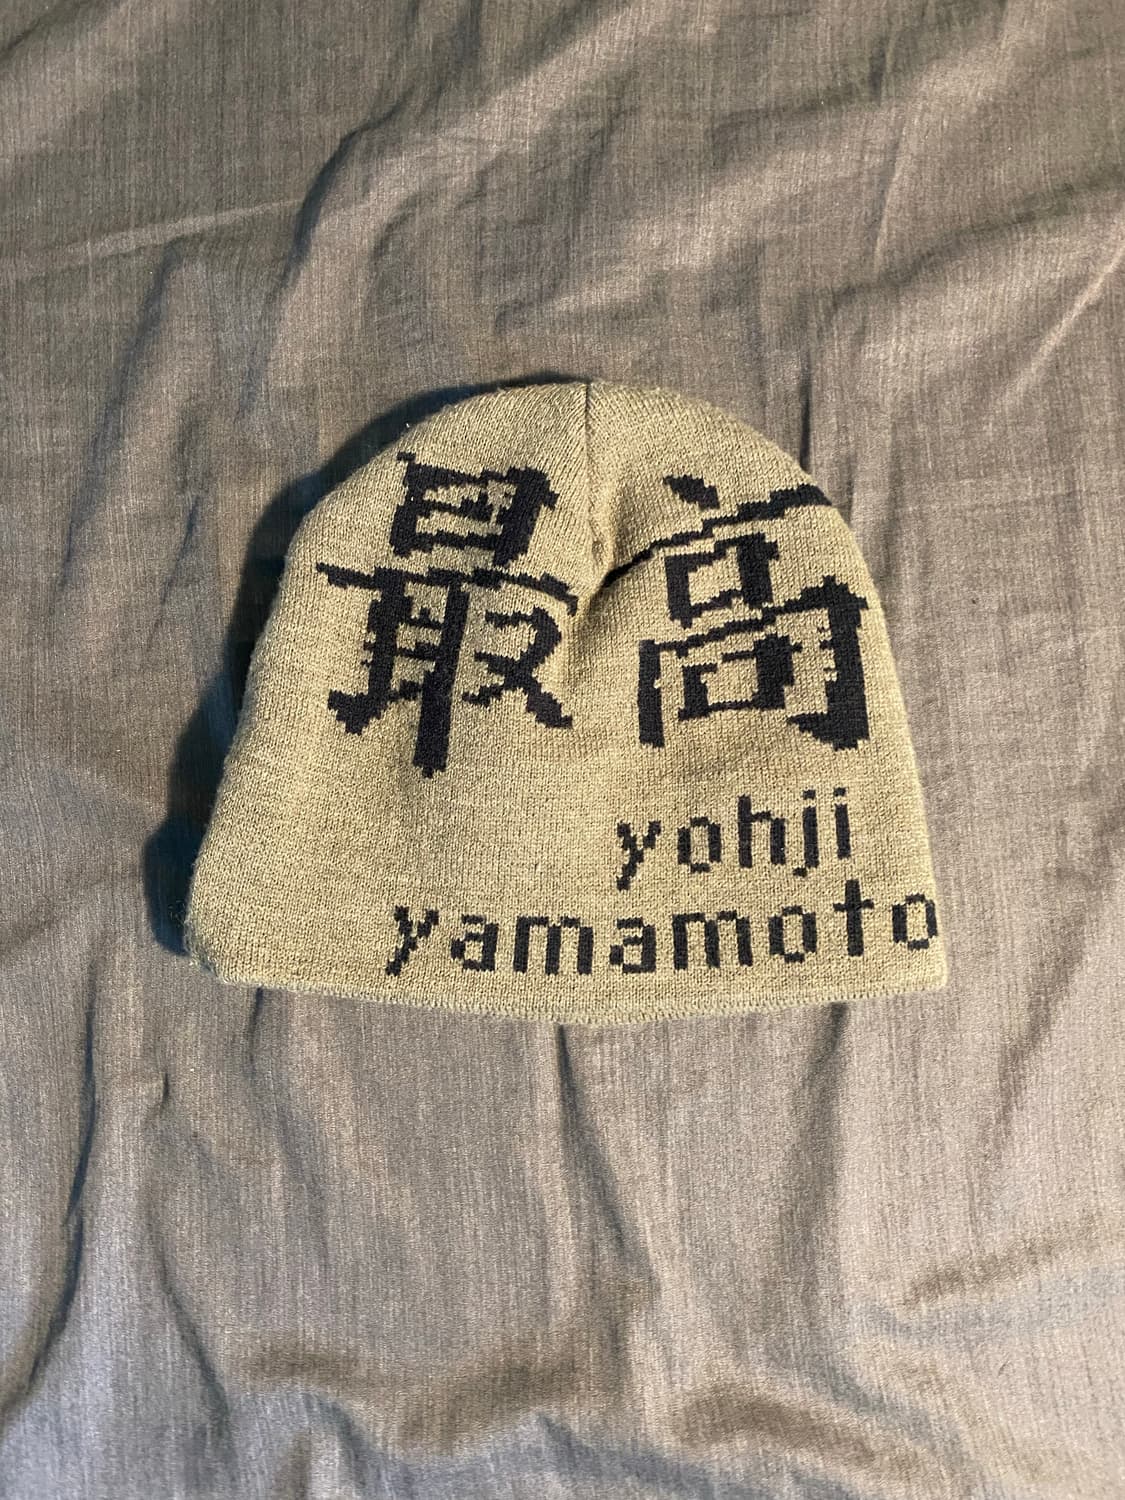 最高
yohji
yamamoto